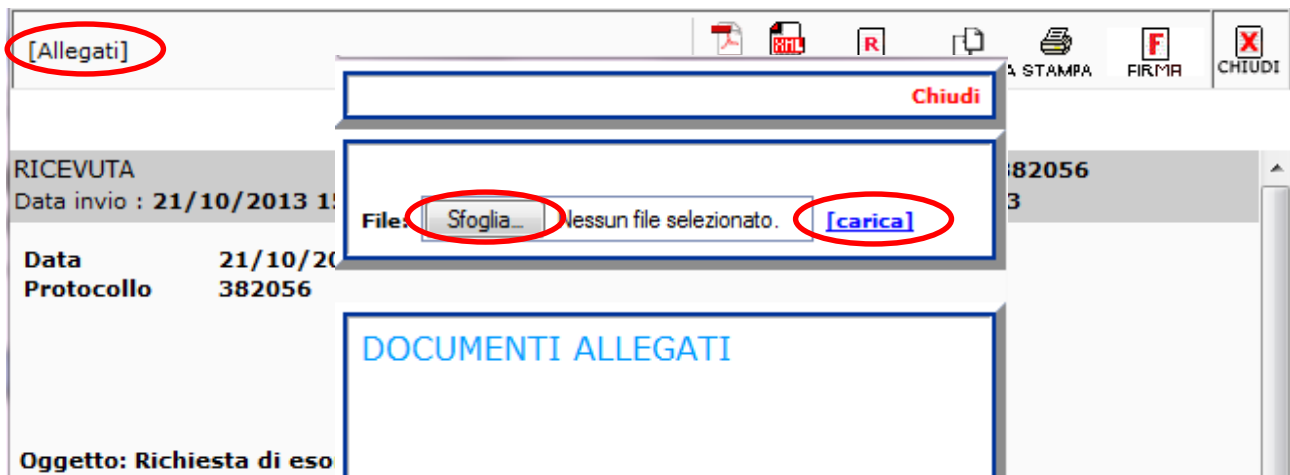 [Allegati]
XML
R
F
X
A STAMPA
FIRMA
CHIUDI
Chiudi
RICEVUTA
382056
Data invio : 21/10/2013 1
3
File: Sfoglia... Nessun file selezionato. [carica]
Data 21/10/20
Protocollo 382056
DOCUMENTI ALLEGATI
Oggetto: Richiesta di eso